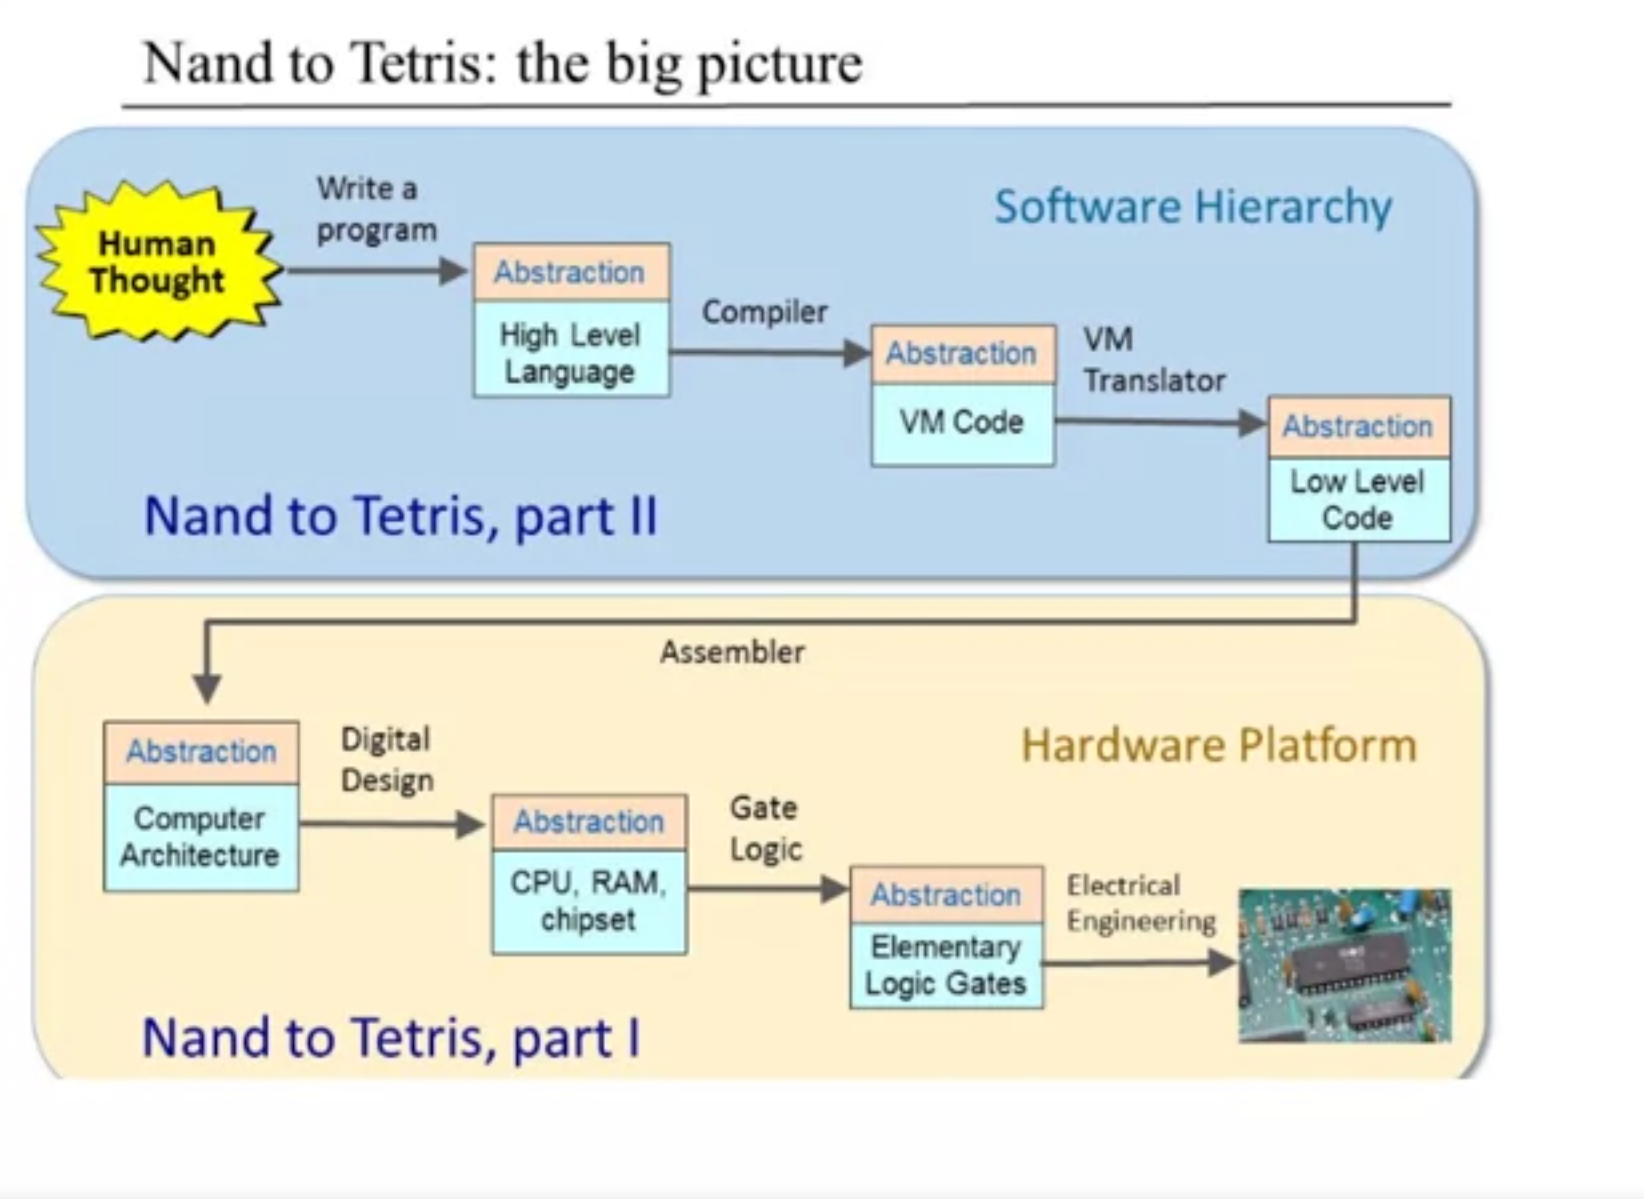 Nand to Tetris: the big picture
Software Hierarchy
Human
Thought
Write a
program
Abstraction
High Level
Language
Compiler
Abstraction
VM Code
VM
Translator
Abstraction
Low Level
Code
Nand to Tetris, part II
Assembler
Hardware Platform
Abstraction
Computer
Architecture
Digital
Design
Abstraction
CPU, RAM,
chipset
Gate
Logic
Abstraction
Elementary
Logic Gates
Electrical
Engineering
Nand to Tetris, part I